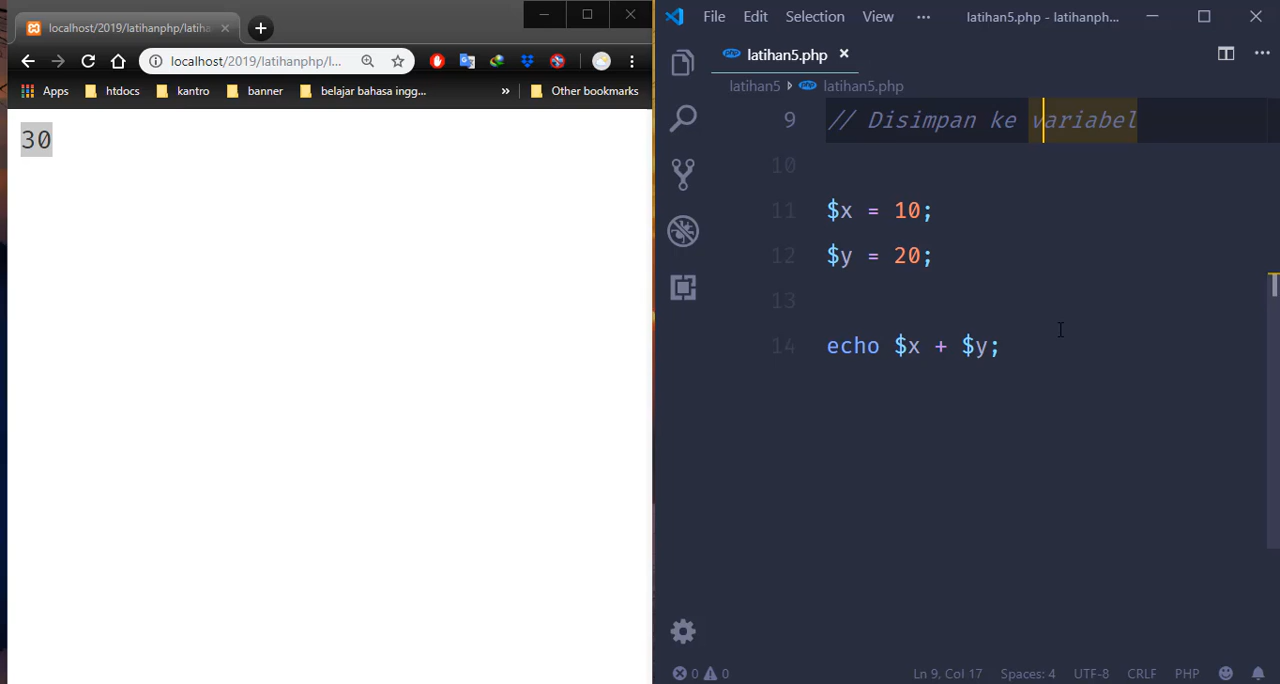 localhost/2019/latihanphp/latiha
localhost/2019/latihanphp/l...
Apps htdocs kantro banner belajar bahasa ingg... » Other bookmarks
30
File Edit Selection View ... latihan5.php - latihanph...
latihan5.php
latihan5 latihan5.php
9 // Disimpan ke variabel
10
11 $x = 10;
12 $y = 20;
13
14 echo $x + $y;
0 0 Ln 9, Col 17 Spaces: 4 UTF-8 CRLF PHP